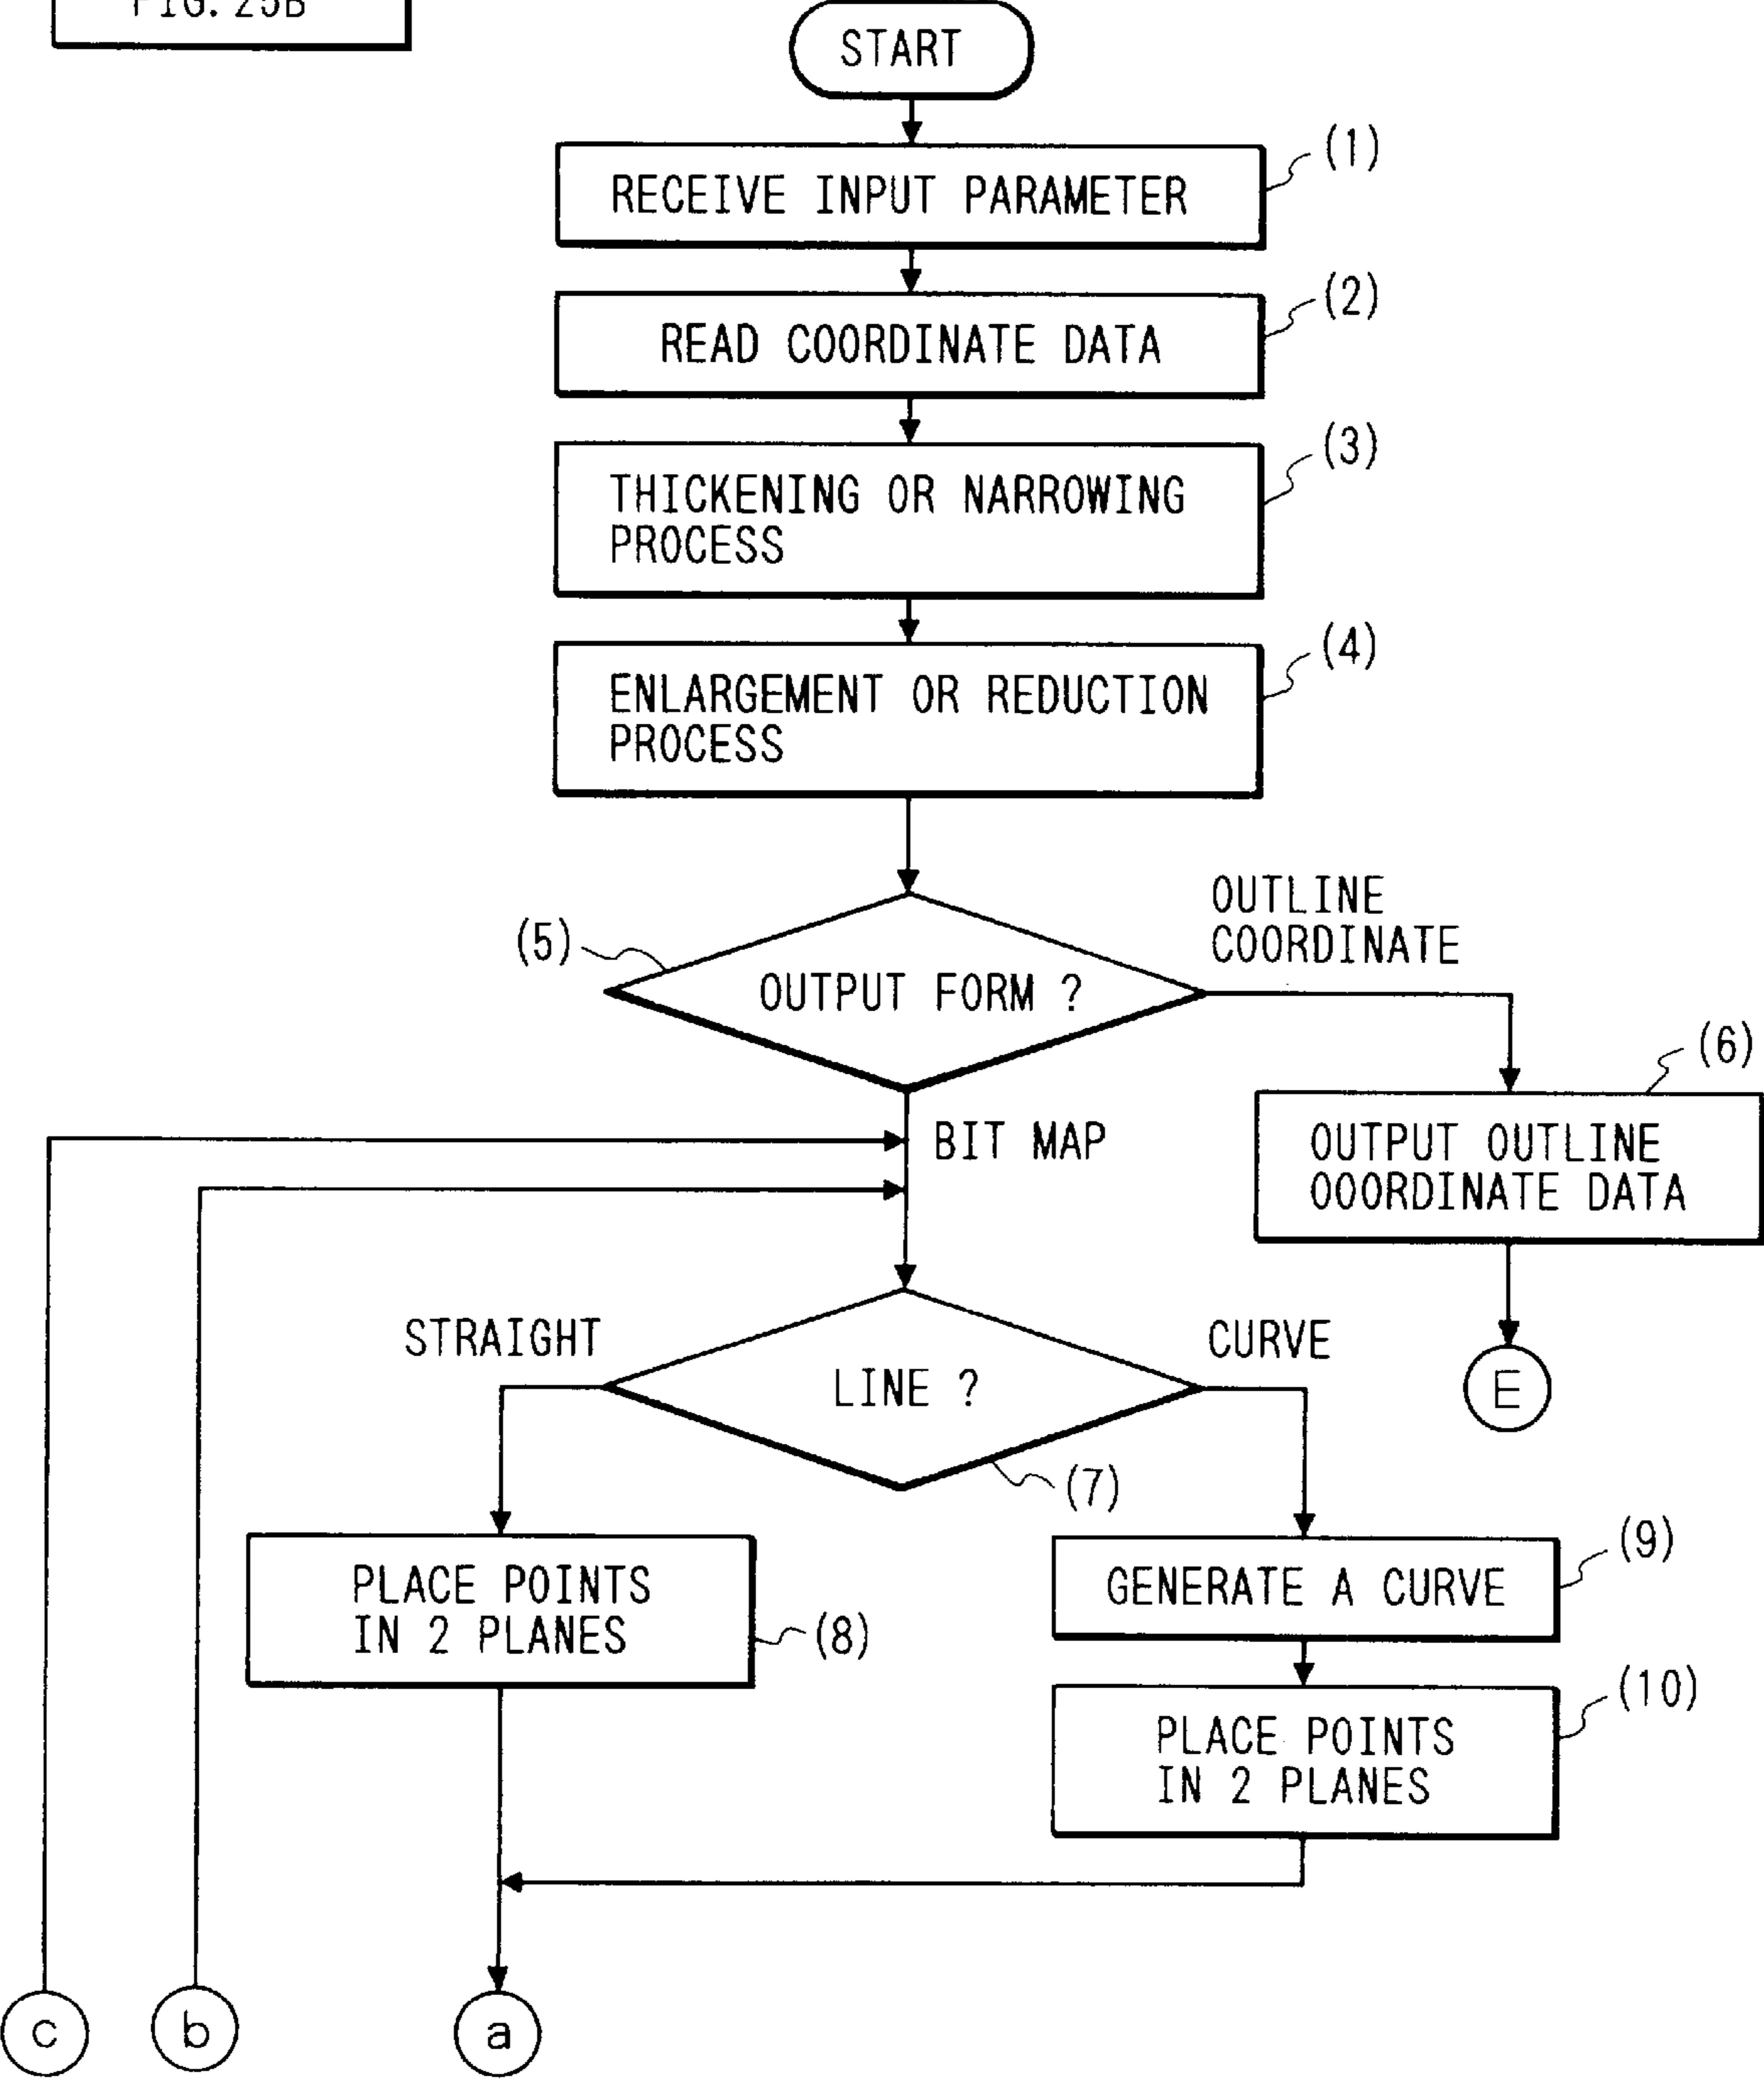 FIG. 25B
START
RECEIVE INPUT PARAMETER
(1)
READ COORDINATE DATA
(2)
THICKENING OR NARROWING
PROCESS
(3)
ENLARGEMENT OR REDUCTION
PROCESS
(4)
OUTLINE
COORDINATE
(5)
OUTPUT FORM ?
(6)
BIT MAP
OUTPUT OUTLINE
OOORDINATE DATA
STRAIGHT
CURVE
LINE ?
E
(7)
PLACE POINTS
IN 2 PLANES
(8)
GENERATE A CURVE
(9)
PLACE POINTS
IN 2 PLANES
(10)
c
b
a